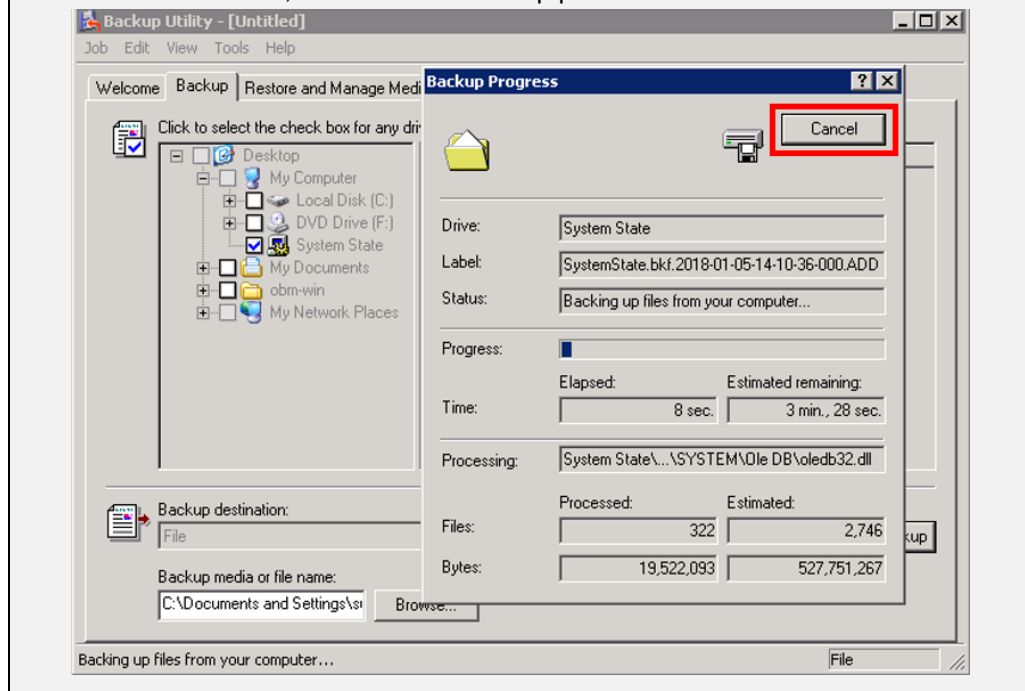 Backup Utility - [Untitled]
Job Edit View Tools Help
Welcome Backup Restore and Manage Medi
Click to select the check box for any dri
Desktop
My Computer
Local Disk (C:)
DVD Drive (F:)
System State
My Documents
obm-win
My Network Places
Backup destination:
File
Backup media or file name:
C:\Documents and Settings\s
Browse...
kup
Backup Progress
Cancel
Drive: System State
Label: SystemState.bkf.2018-01-05-14-10-36-000.ADD
Status: Backing up files from your computer...
Progress:
Elapsed: Estimated remaining:
Time: 8 sec. 3 min., 28 sec.
Processing: System State\...\SYSTEM\Ole DB\oledb32.dll
Processed: Estimated:
Files: 322 2,746
Bytes: 19,522,093 527,751,267
Backing up files from your computer...
File